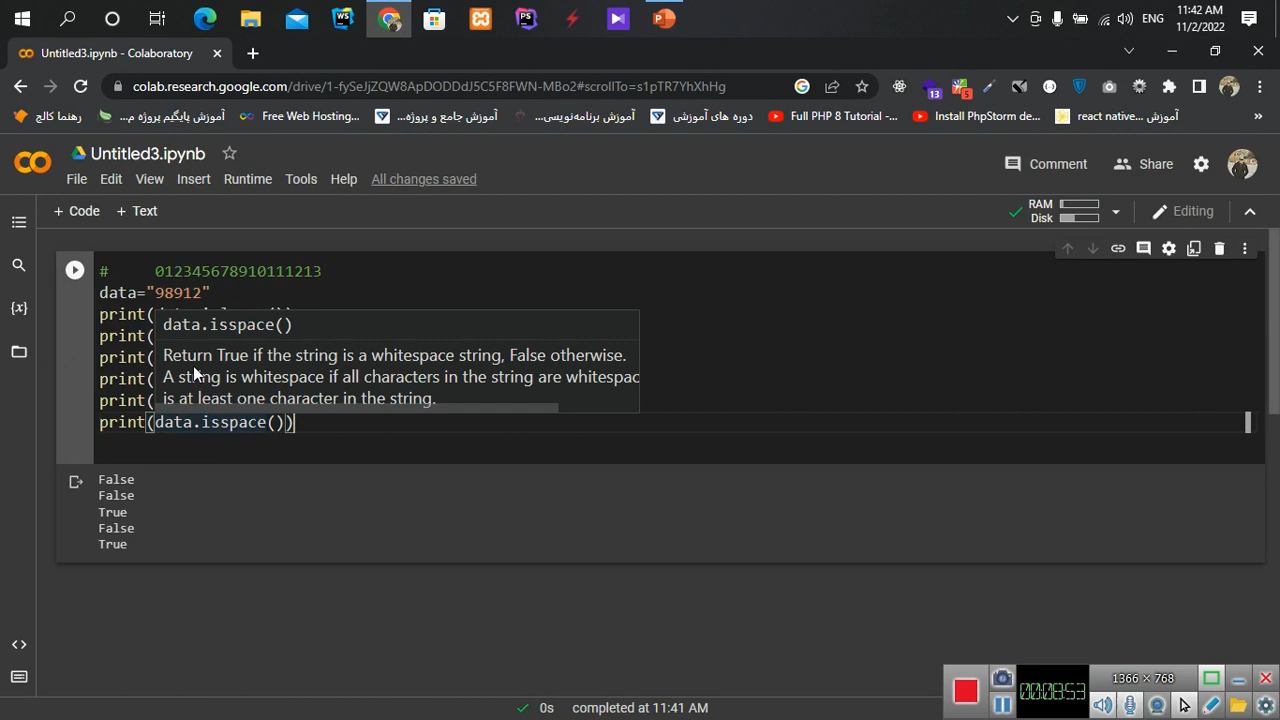 11:42 AM
ENG
11/2/2022
Untitled3.ipynb - Colaboratory
colab.research.google.com/drive/1-fySeJjZQW8ApDODDdJ5C5F8FWN-MBo2#scrollTo=s1pTR7YhXhHg
13
5
رهنما کالج
آموزش پایگیم پروژه م...
Free Web Hosting...
آموزش جامع و پروژه...
آموزش برنامه‌نویسی...
دوره های آموزشی
Full PHP 8 Tutorial -...
Install PhpStorm de...
آموزش react native...
Untitled3.ipynb
Comment
Share
File Edit View Insert Runtime Tools Help All changes saved
+ Code + Text
RAM
Disk
Editing
# 012345678910111213
data="98912"
print(
data.isspace()
print(
Return True if the string is a whitespace string, False otherwise.
print(
A string is whitespace if all characters in the string are whitespac
print(
is at least one character in the string.
print(
print(data.isspace())
False
False
True
False
True
0s completed at 11:41 AM
00:08:53
1366 × 768